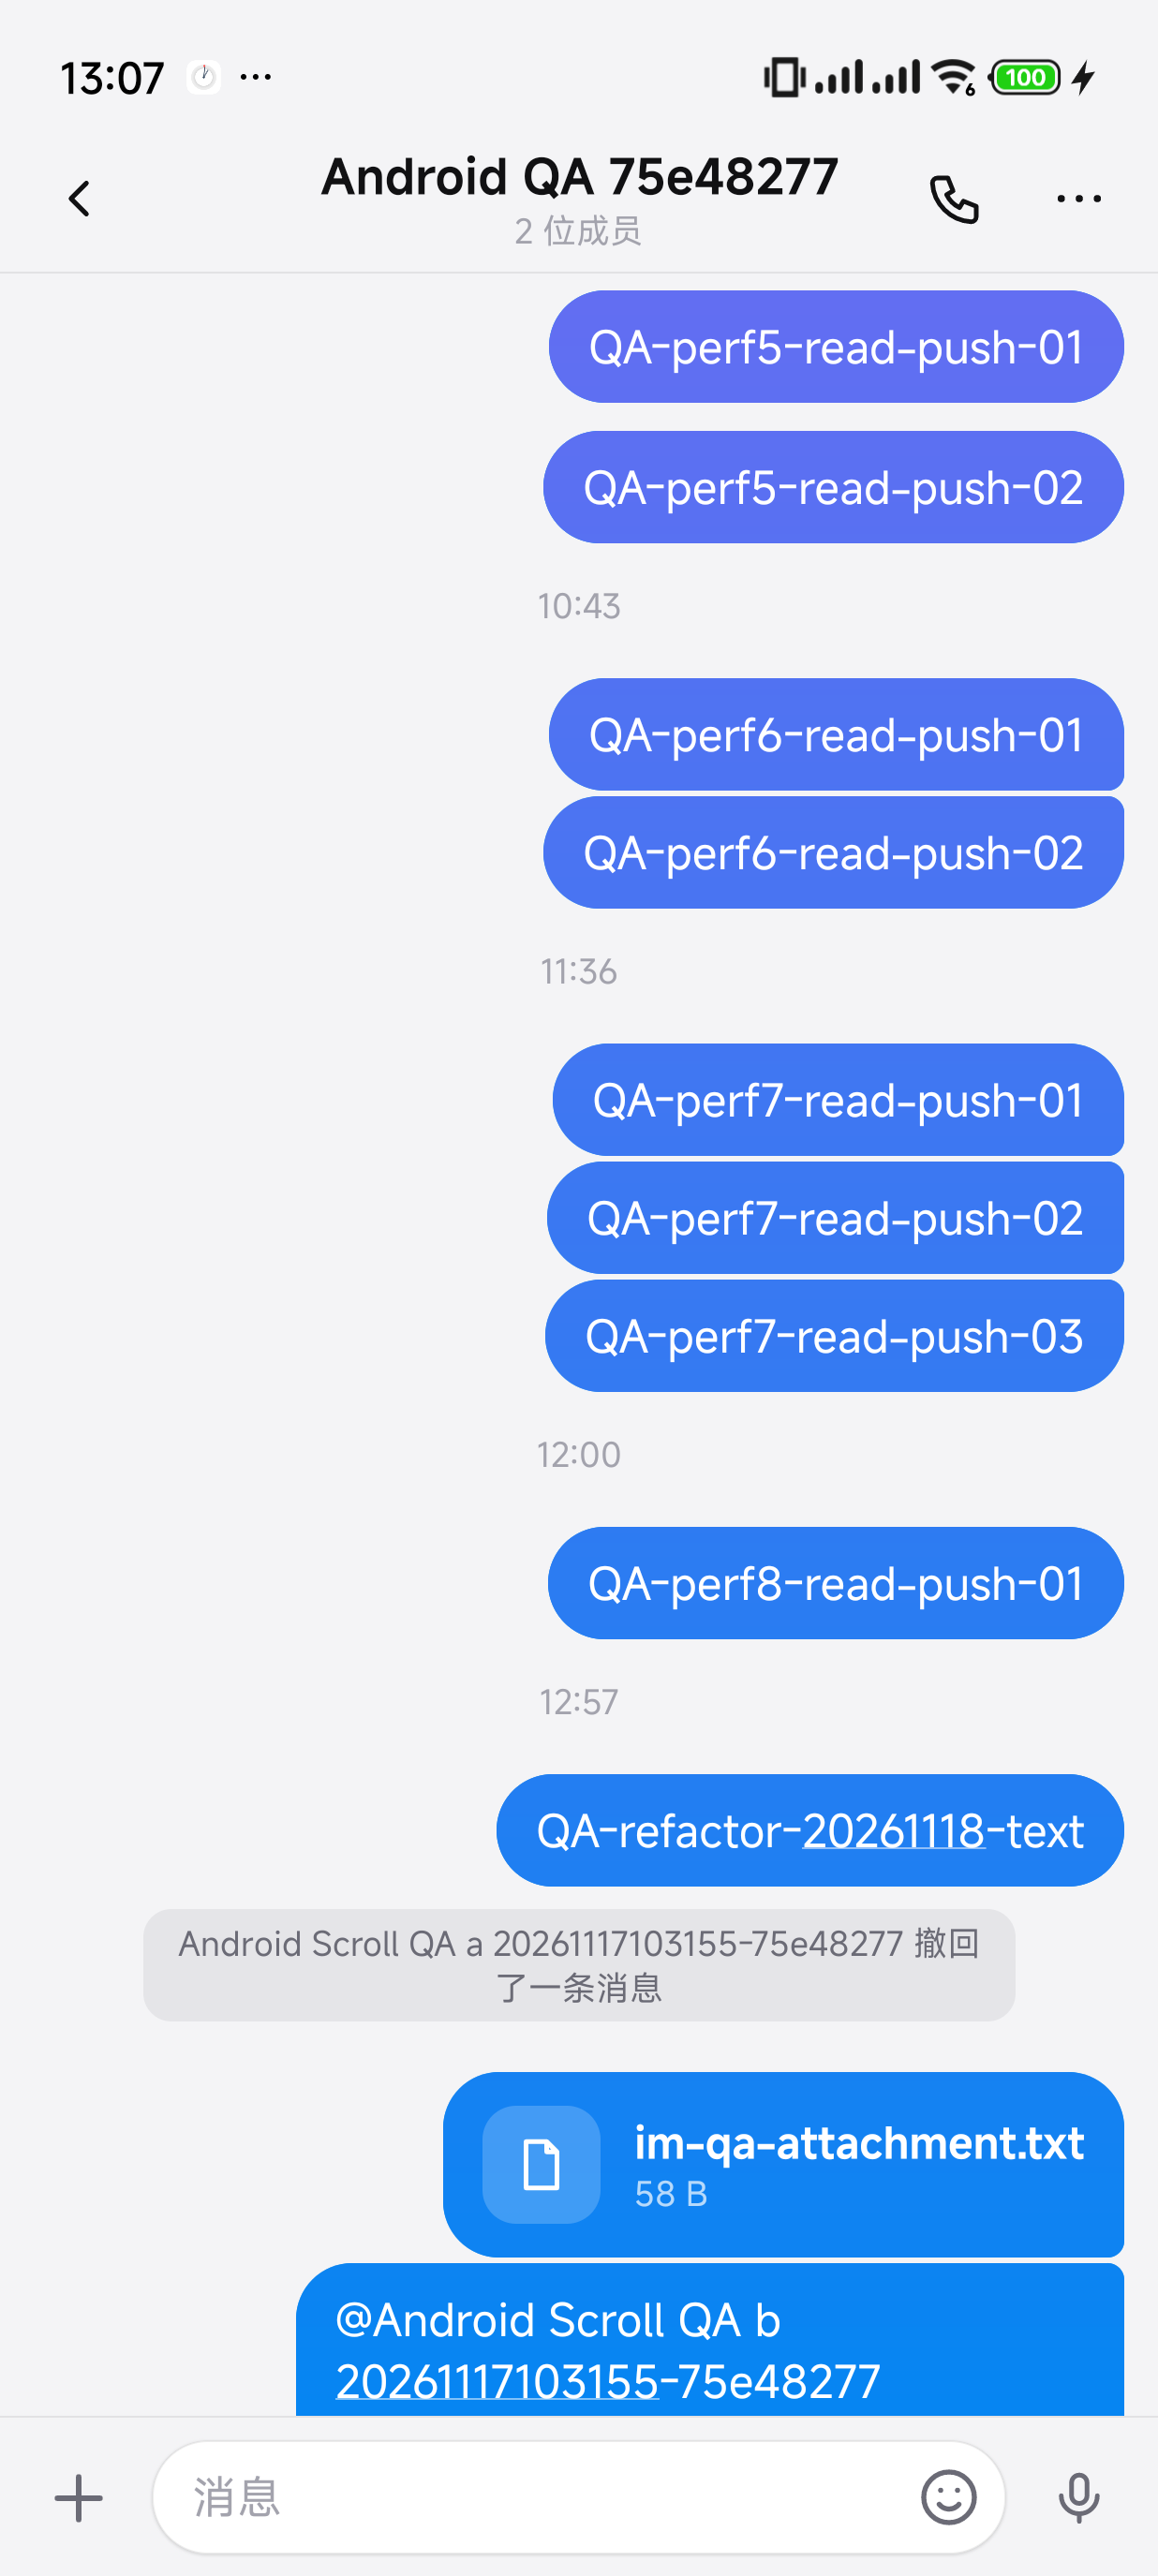 13:07
6
100
Android QA 75e48277
2 位成员
QA-perf5-read-push-01
QA-perf5-read-push-02
10:43
QA-perf6-read-push-01
QA-perf6-read-push-02
11:36
QA-perf7-read-push-01
QA-perf7-read-push-02
QA-perf7-read-push-03
12:00
QA-perf8-read-push-01
12:57
QA-refactor-20261118-text
Android Scroll QA a 20261117103155-75e48277 撤回
了一条消息
im-qa-attachment.txt
58 B
@Android Scroll QA b
20261117103155-75e48277
消息